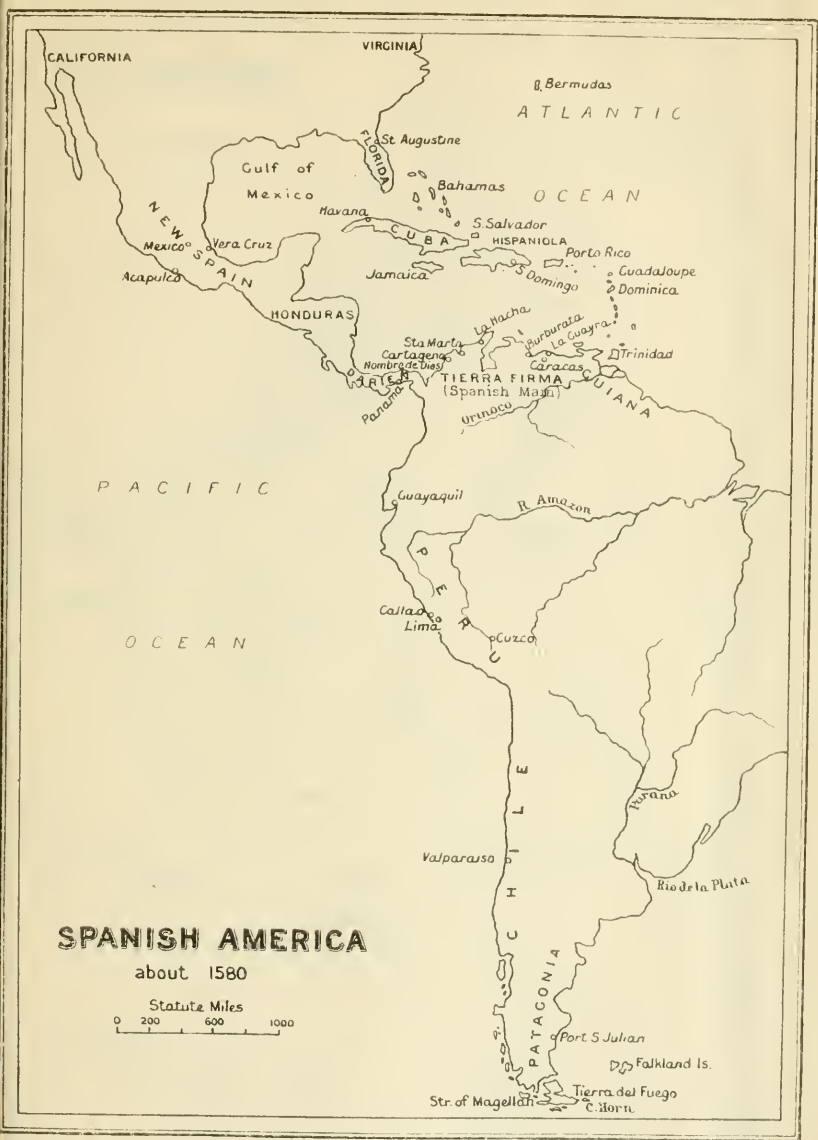 VIRGINIA
CALIFORNIA
Bermudas
ATLANTIC
St Augustine
FLORIDA
Gulf of
Mexico
Bahamas
OCEAN
Havana
CUBA
S. Salvador
HISPANIOLA
NEW SPAIN
Mexico
Vera Cruz
Porto Rico
S Domingo
Guadaloupe
Acapulco
Jamaica
Dominica
HONDURAS
La Hacha
Burburata
La Guayra
Sta Marta
Cartagena
Nombre de Dios
Trinidad
Caracas
DARIEN
TIERRA FIRMA
(Spanish Main)
GUIANA
Panama
Orinoco
PACIFIC
Guayaquil
R. Amazon
PERU
Callao
Lima
OCEAN
Cuzco
CHILE
Parana
Valparaiso
Rio de la Plata
SPANISH AMERICA
about 1580
Statute Miles
0 200 600 1000
PATAGONIA
Port S Julian
Falkland Is.
Tierra del Fuego
Str. of Magellan
C. Horn